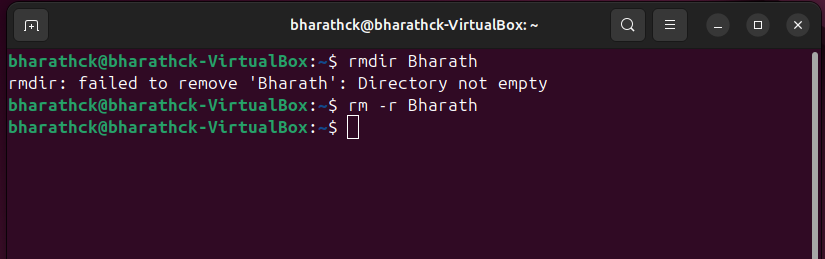 bharathck@bharathck-VirtualBox: ~
bharathck@bharathck-VirtualBox:~$ rmdir Bharath
rmdir: failed to remove 'Bharath': Directory not empty
bharathck@bharathck-VirtualBox:~$ rm -r Bharath
bharathck@bharathck-VirtualBox:~$